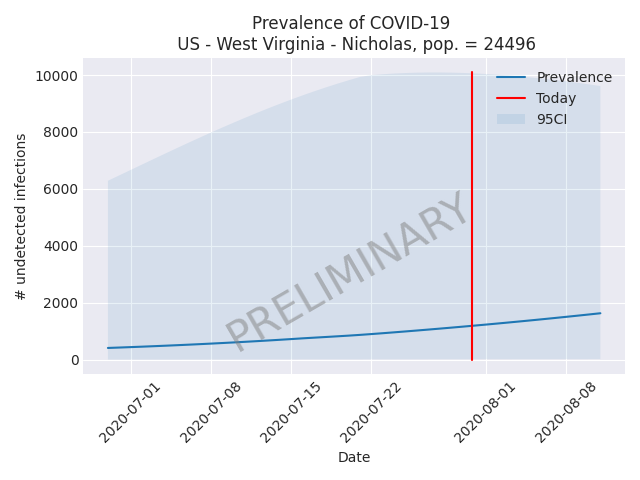 Prevalence of COVID-19
US - West Virginia - Nicholas, pop. = 24496
10000
8000
6000
4000
2000
0
# undetected infections
Prevalence
Today
95CI
PRELIMINARY
2020-07-01
2020-07-08
2020-07-15
2020-07-22
2020-08-01
2020-08-08
Date